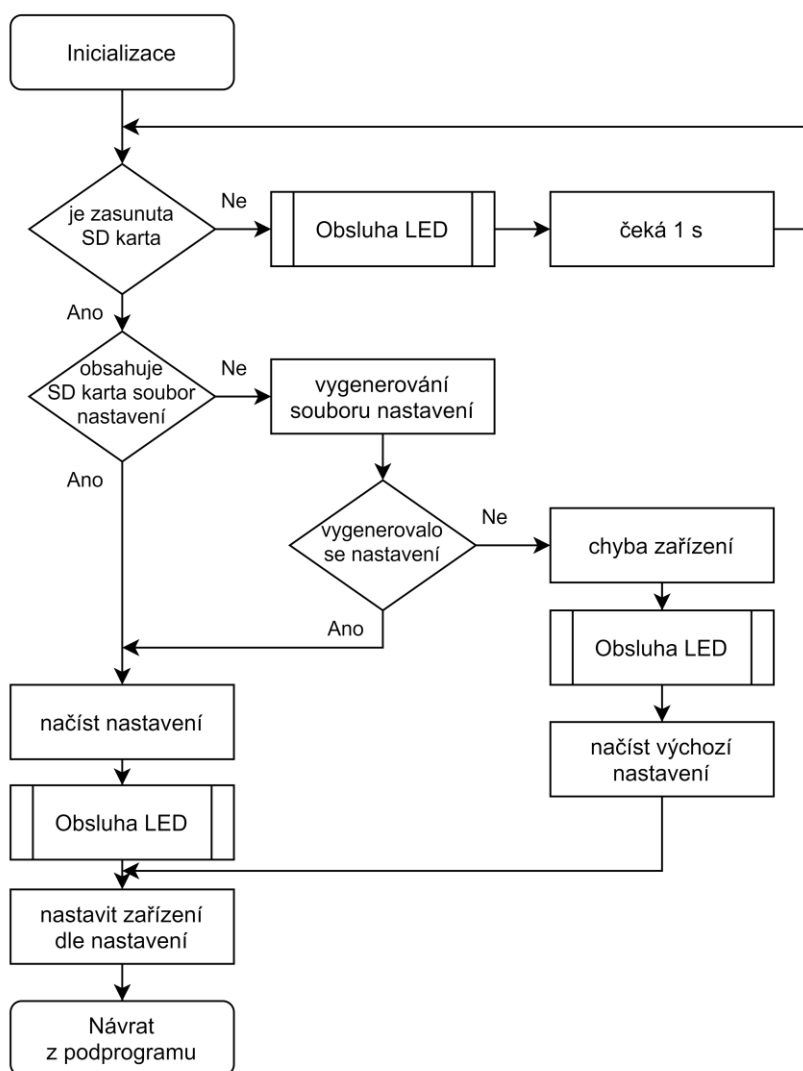 Inicializace
je zasunuta
SD karta
Ne
Obsluha LED
čeká 1 s
Ano
obsahuje
SD karta soubor
nastavení
Ne
vygenerování
souboru nastavení
Ano
vygenerovalo
se nastavení
Ne
chyba zařízení
Ano
Obsluha LED
načíst nastavení
načíst výchozí
nastavení
Obsluha LED
nastavit zařízení
dle nastavení
Návrat
z podprogramu